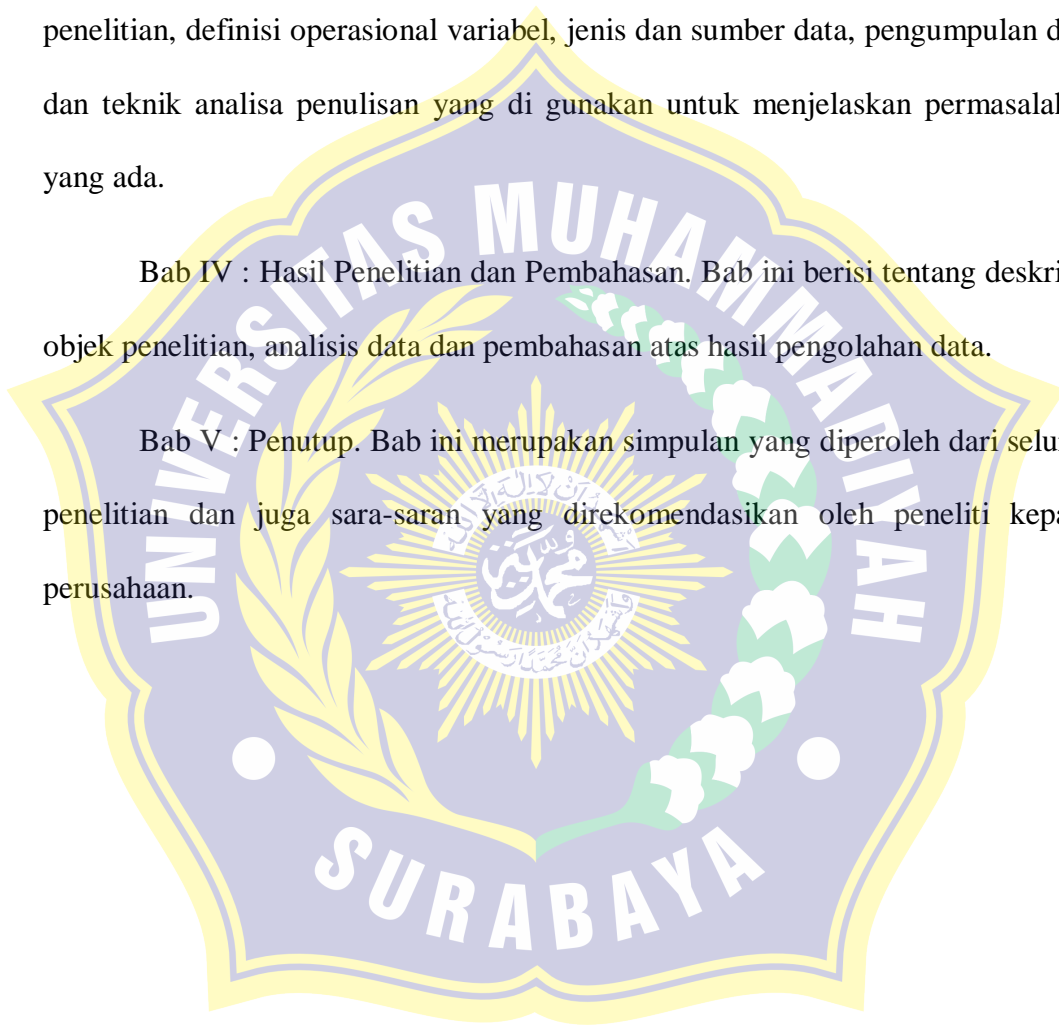 penelitian, definisi operasional variabel, jenis dan sumber data, pengumpulan d
dan teknik analisa penulisan yang di gunakan untuk menjelaskan permasalah
yang ada.
Bab IV : Hasil Penelitian dan Pembahasan. Bab ini berisi tentang deskri
objek penelitian, analisis data dan pembahasan atas hasil pengolahan data.
Bab V : Penutup. Bab ini merupakan simpulan yang diperoleh dari selu
penelitian dan juga sara-saran yang direkomendasikan oleh peneliti kepa
perusahaan.
UNIVERSITAS MUHAMMADIYAH
SURABAYA